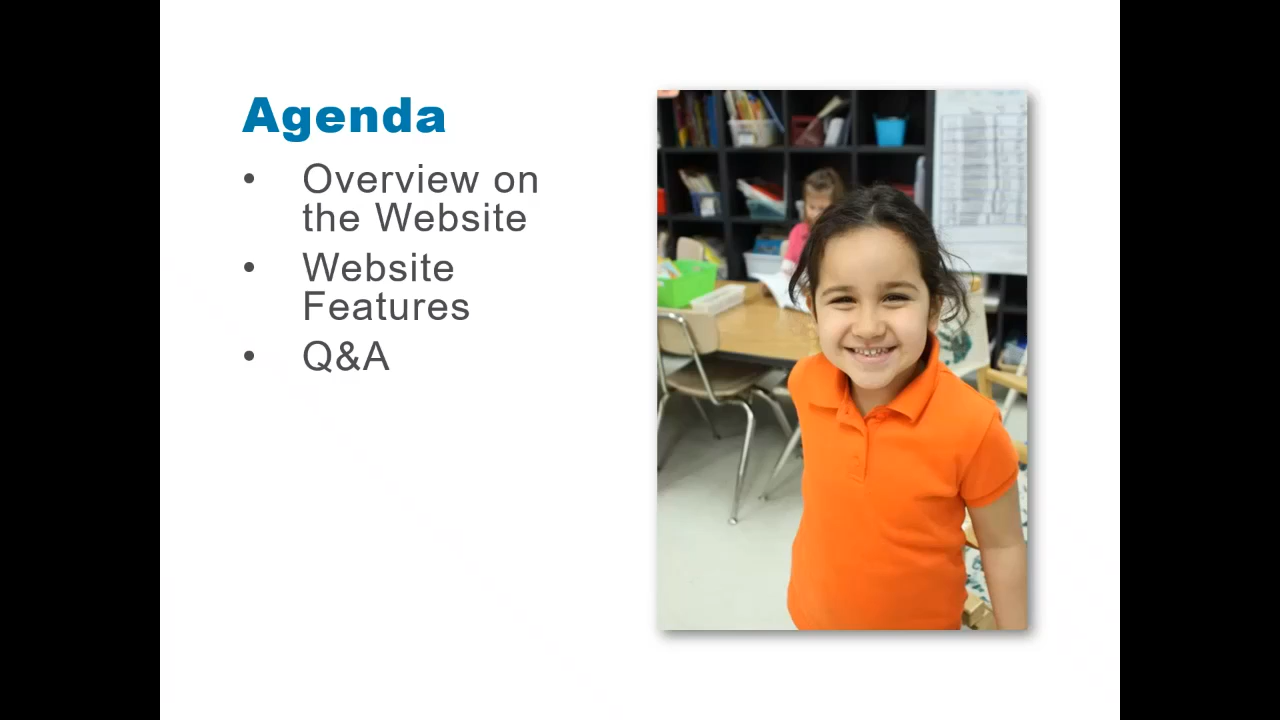 Agenda
• Overview on
the Website
• Website
Features
• Q&A